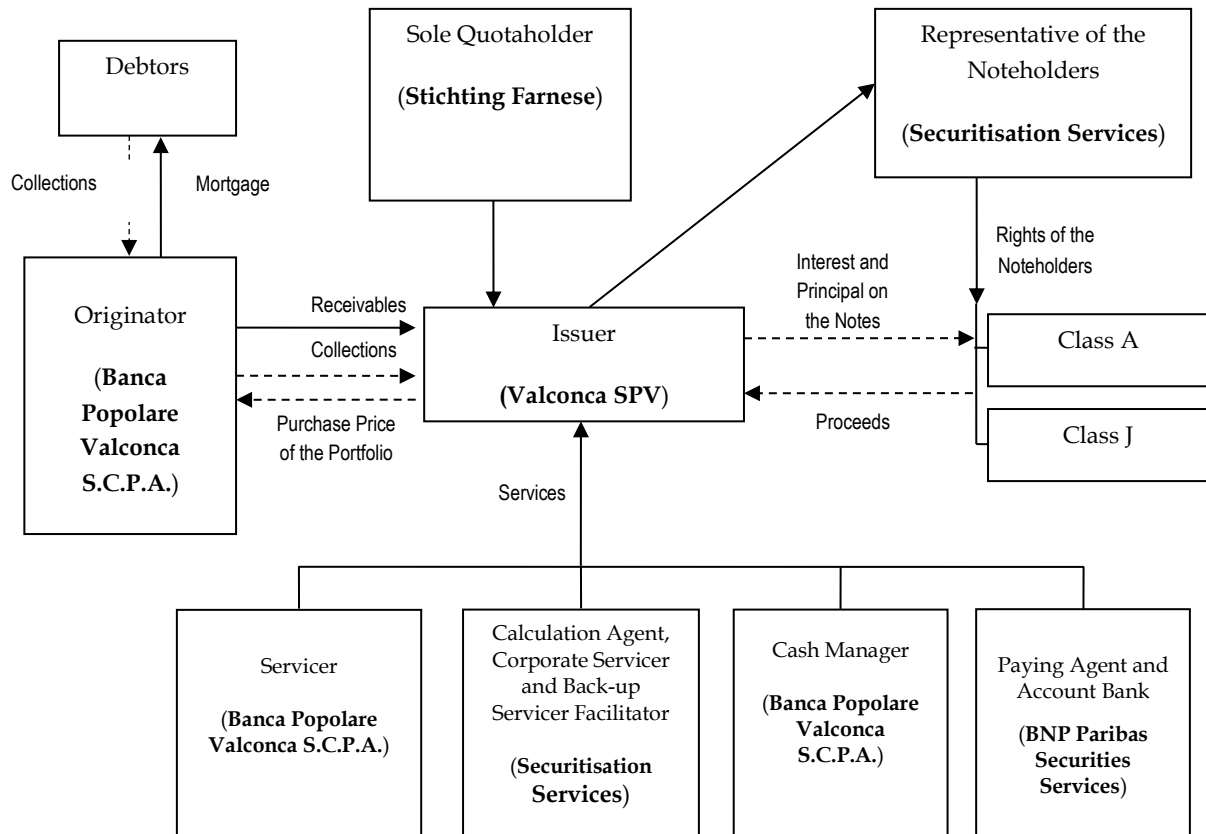 Debtors
Sole Quotaholder
(Stichting Farnese)
Representative of the
Noteholders
(Securitisation Services)
Collections
Mortgage
Rights of the
Noteholders
Originator
(Banca
Popolare
Valconca
S.C.P.A.)
Receivables
Collections
Purchase Price
of the Portfolio
Issuer
(Valconca SPV)
Interest and
Principal on
the Notes
Proceeds
Class A
Class J
Services
Servicer
(Banca Popolare
Valconca S.C.P.A.)
Calculation Agent,
Corporate Servicer
and Back-up
Servicer Facilitator
(Securitisation
Services)
Cash Manager
(Banca Popolare
Valconca
S.C.P.A.)
Paying Agent and
Account Bank
(BNP Paribas
Securities
Services)